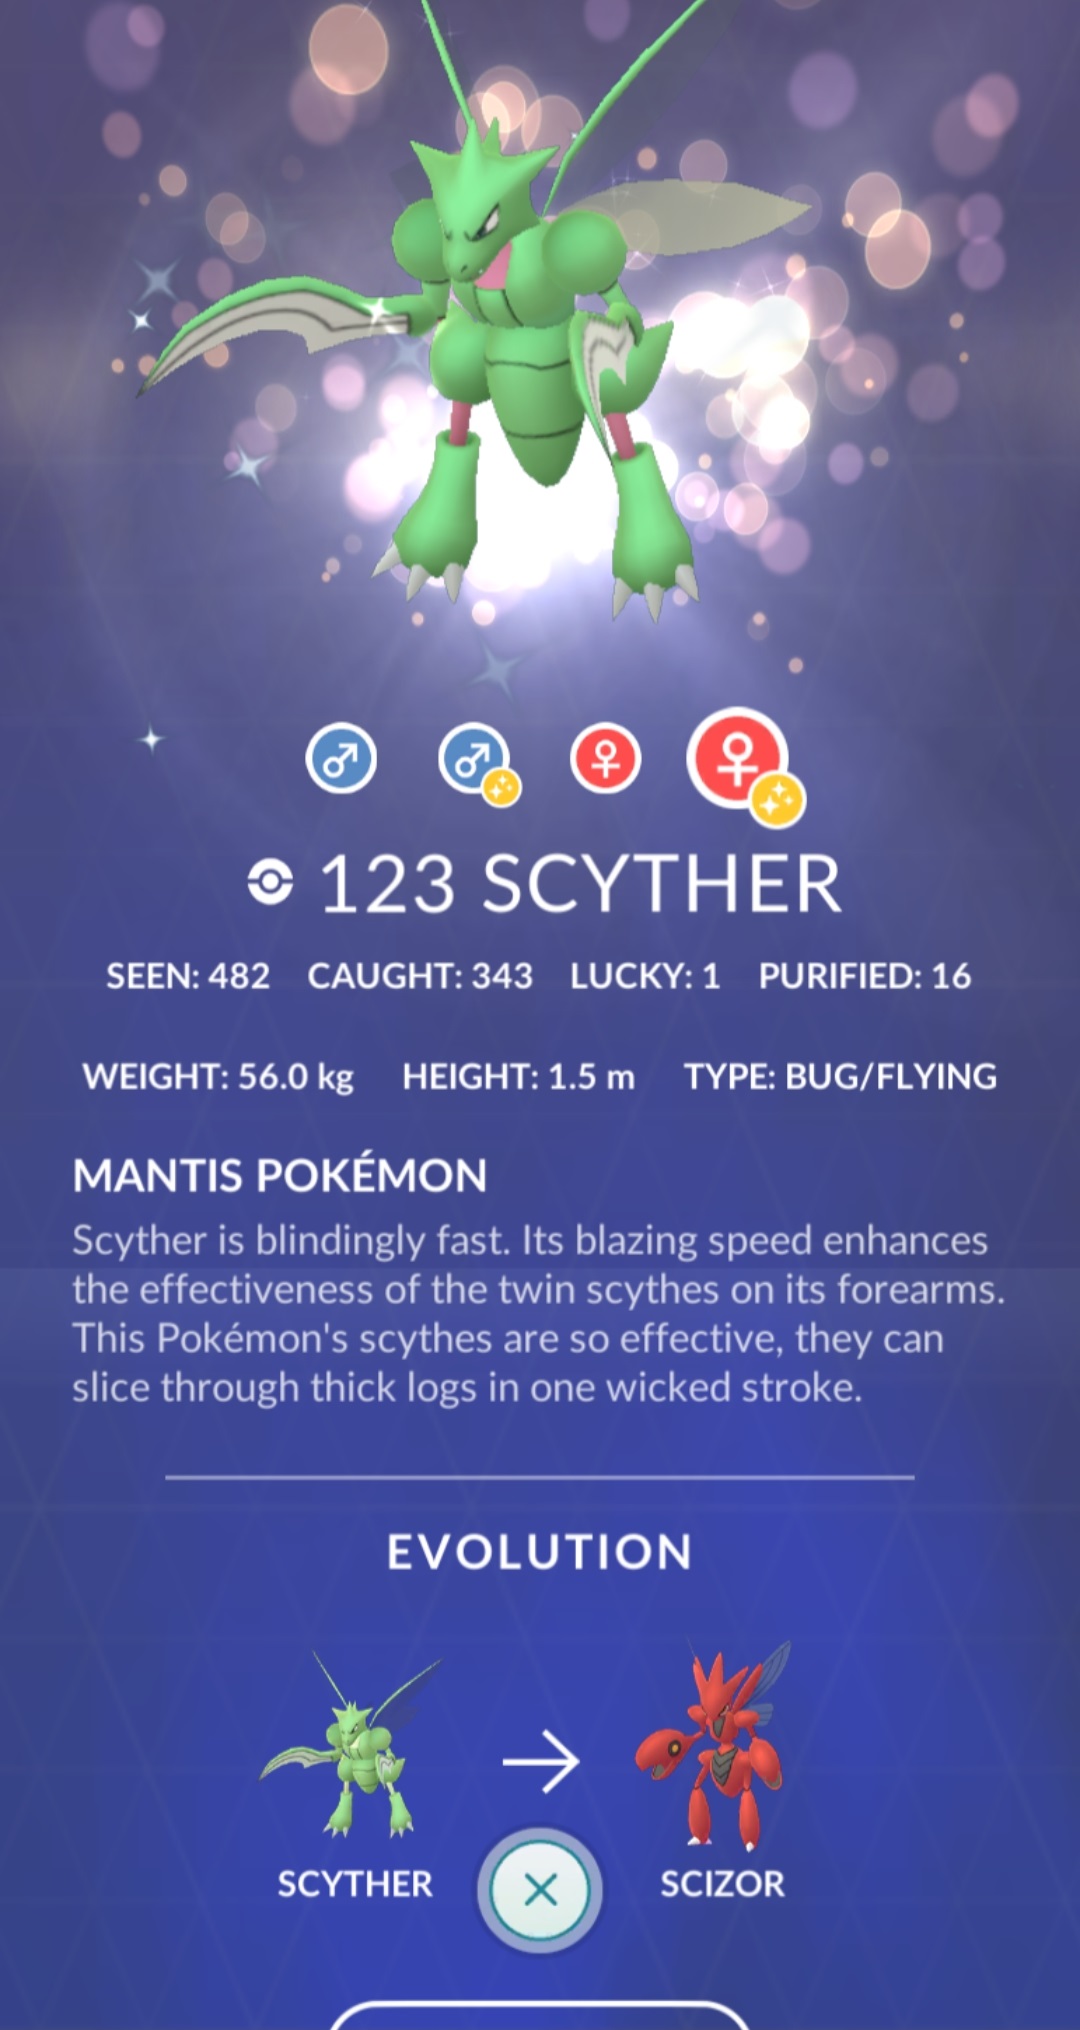 123 SCYTHER
SEEN: 482 CAUGHT: 343 LUCKY: 1 PURIFIED: 16
WEIGHT: 56.0 kg HEIGHT: 1.5 m TYPE: BUG/FLYING
MANTIS POKÉMON
Scyther is blindingly fast. Its blazing speed enhances
the effectiveness of the twin scythes on its forearms.
This Pokémon's scythes are so effective, they can
slice through thick logs in one wicked stroke.
EVOLUTION
SCYTHER SCIZOR